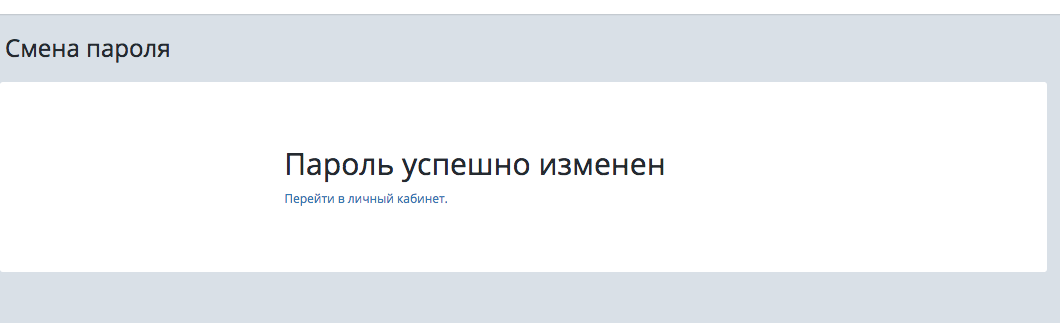 Смена пароля
Пароль успешно изменен
Перейти в личный кабинет.